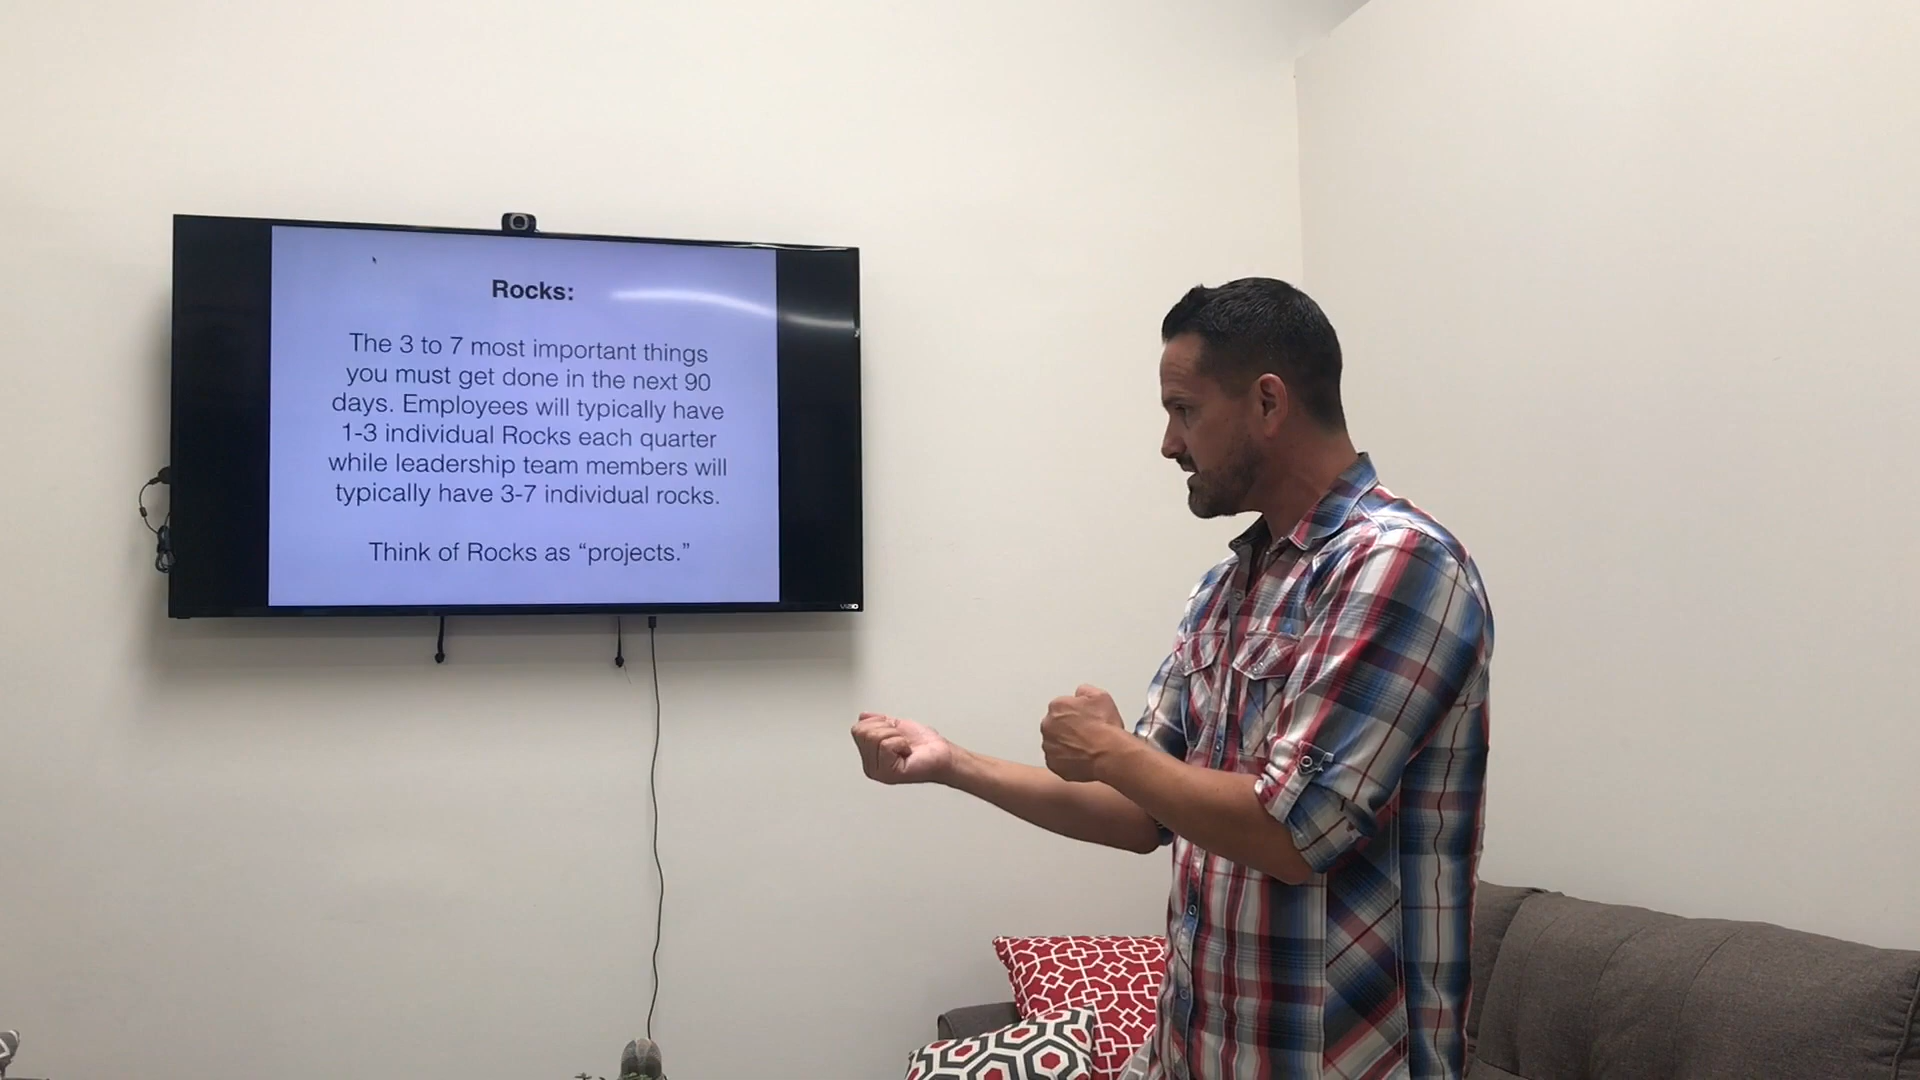 Rocks:
The 3 to 7 most important things
you must get done in the next 90
days. Employees will typically have
1-3 individual Rocks each quarter
while leadership team members will
typically have 3-7 individual rocks.
Think of Rocks as “projects.”
VIZIO